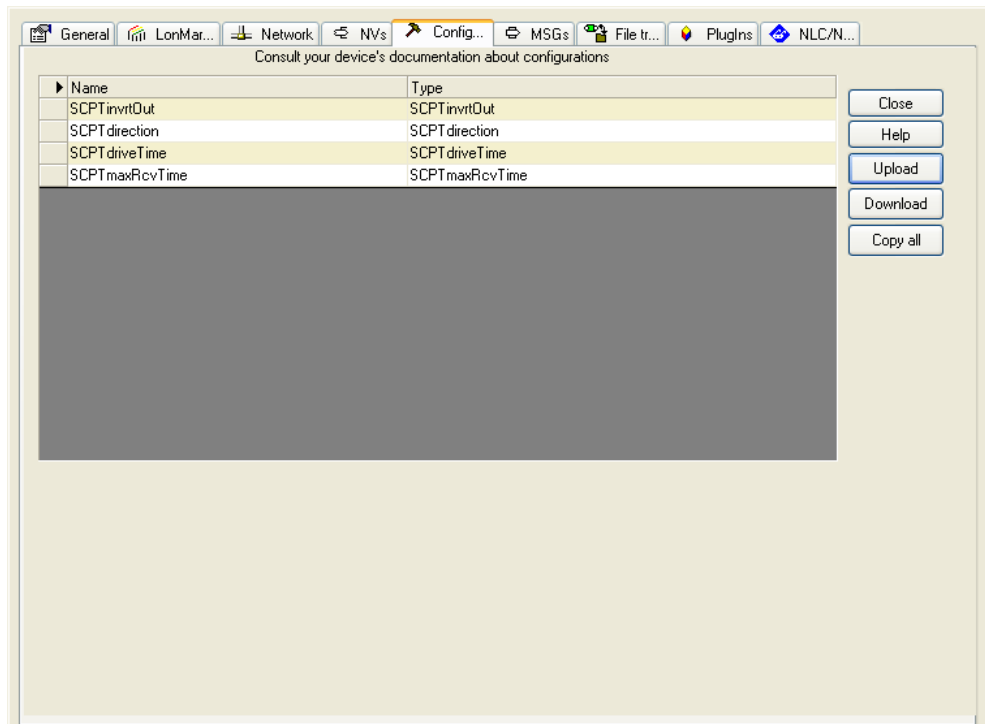 General LonMar... Network NVs Config... MSGs File tr... PlugIns NLC/N...
Consult your device's documentation about configurations
Name Type
SCPTinvrtOut SCPTinvrtOut
SCPTdirection SCPTdirection
SCPTdriveTime SCPTdriveTime
SCPTmaxRcvTime SCPTmaxRcvTime
Close
Help
Upload
Download
Copy all